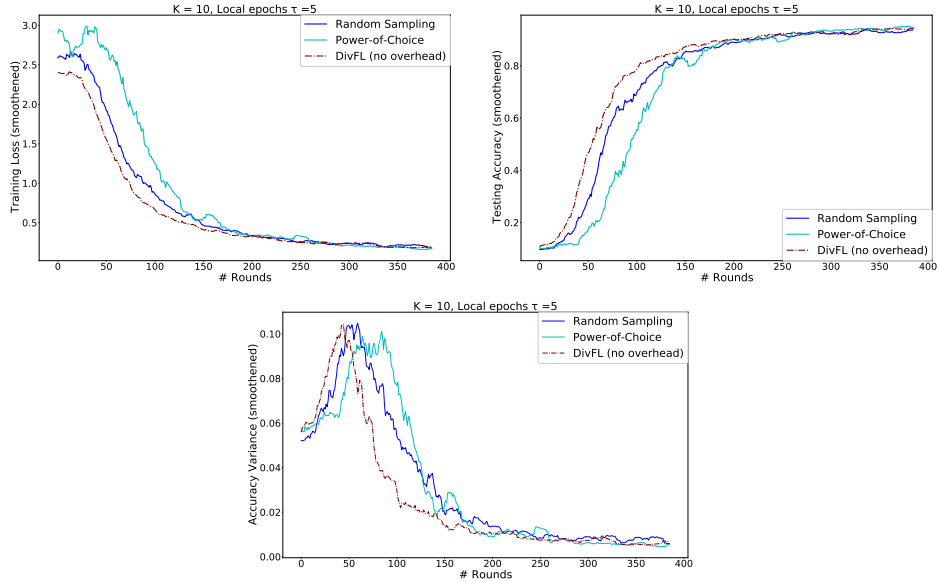 K = 10, Local epochs τ =5
Training Loss (smoothened)
3.0
2.5
2.0
1.5
1.0
0.5
0
50
100
150
200
250
300
350
400
# Rounds
Random Sampling
Power-of-Choice
DivFL (no overhead)
K = 10, Local epochs τ =5
Testing Accuracy (smoothened)
0.8
0.6
0.4
0.2
0
50
100
150
200
250
300
350
400
# Rounds
Random Sampling
Power-of-Choice
DivFL (no overhead)
K = 10, Local epochs τ =5
Accuracy Variance (smoothened)
0.10
0.08
0.06
0.04
0.02
0.00
0
50
100
150
200
250
300
350
400
# Rounds
Random Sampling
Power-of-Choice
DivFL (no overhead)